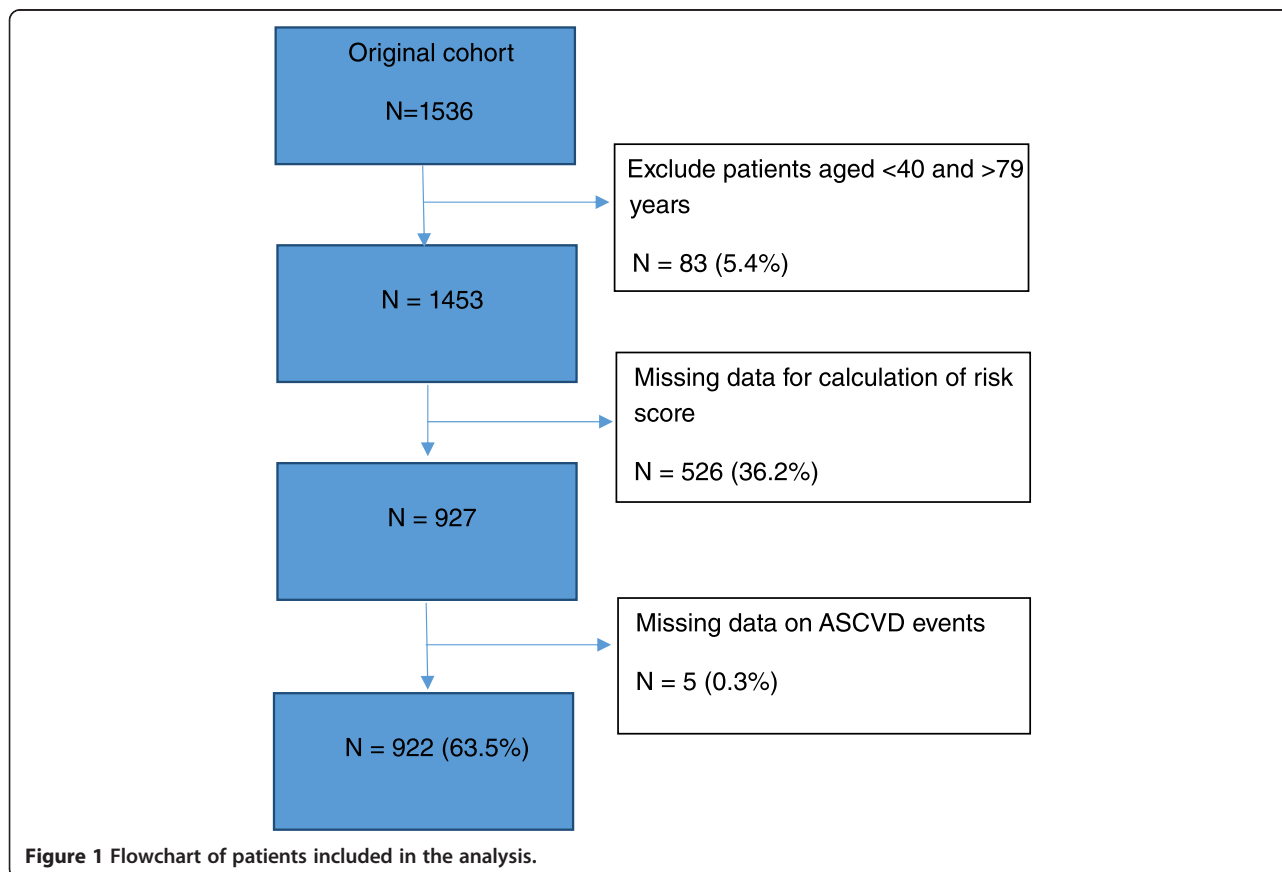 Original cohort
N=1536
Exclude patients aged <40 and >79
years
N = 83 (5.4%)
N = 1453
Missing data for calculation of risk
score
N = 526 (36.2%)
N = 927
Missing data on ASCVD events
N = 5 (0.3%)
N = 922 (63.5%)
Figure 1 Flowchart of patients included in the analysis.